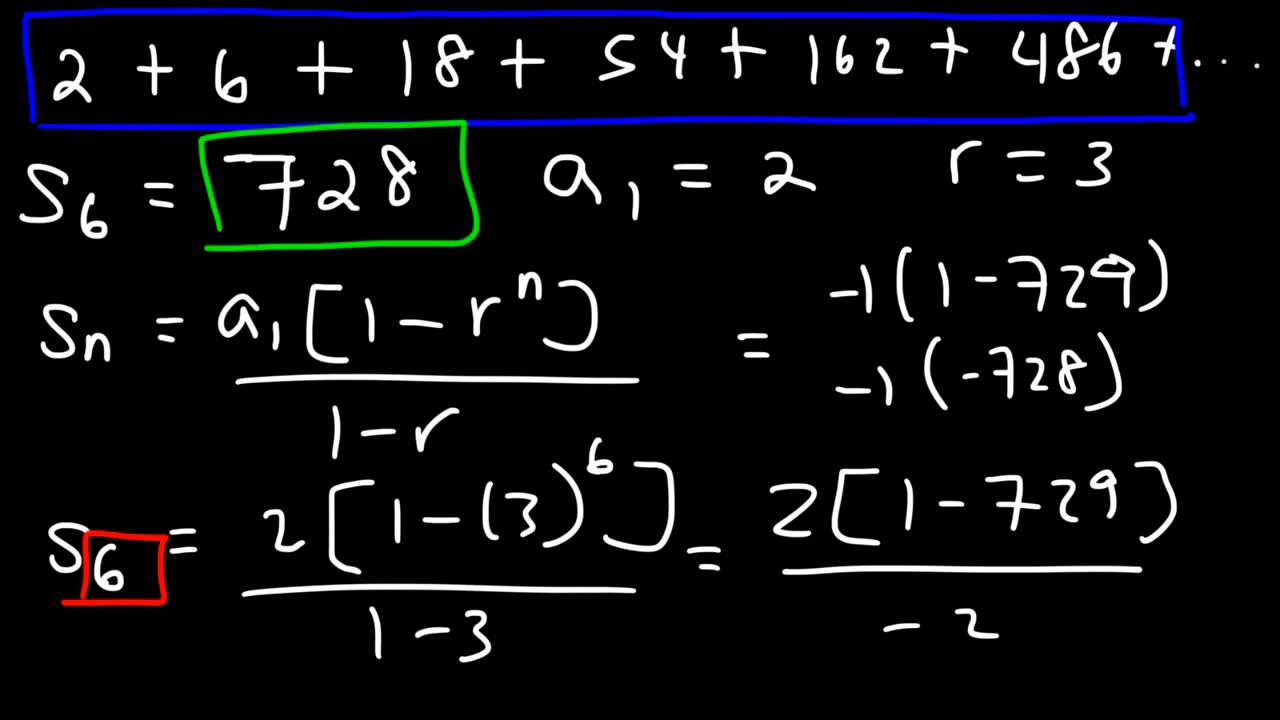 2 + 6 + 18 + 54 + 162 + 486 + ....
S₆ = 728 a₁ = 2 r = 3
Sn = a₁[1 - rⁿ] / 1 - r = -1(1 - 729)
-1(-728)
S₆ = 2[1 - (3)⁶] / 1 - 3 = 2[1 - 729] / -2